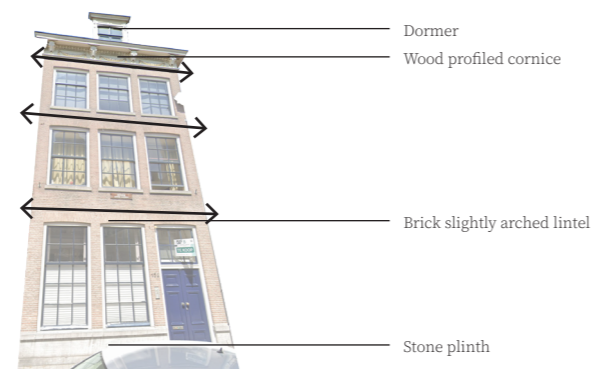 Dormer
Wood profiled cornice
Brick slightly arched lintel
Stone plinth